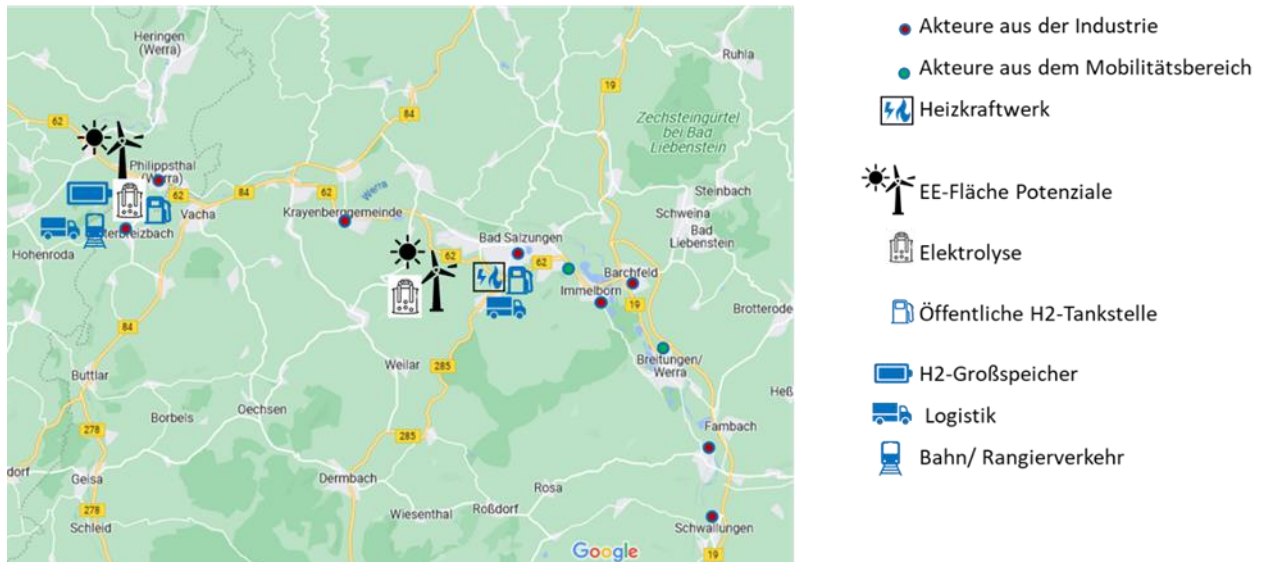 Heringen
(Werra)
Ruhla
19
84
Zechsteingürtel
bei Bad
Liebenstein
62
Philippsthal
(Werra)
62
84
62
Werra
Steinbach
Vacha
Krayenberggemeinde
Schweina
Bad
Liebenstein
terbreizbach
Hohenroda
Bad Salzungen
62
62
Barchfeld
Immelborn
19
Brotterode
84
Breitungen/
Werra
285
Weilar
Buttlar
Heß
Oechsen
Borbels
278
285
Fambach
dorf
Geisa
Dermbach
Rosa
Roßdorf
Wiesenthal
278
Schleid
Schwallungen
Google
19
Akteure aus der Industrie
Akteure aus dem Mobilitätsbereich
Heizkraftwerk
EE-Fläche Potenziale
Elektrolyse
Öffentliche H2-Tankstelle
H2-Großspeicher
Logistik
Bahn/ Rangierverkehr